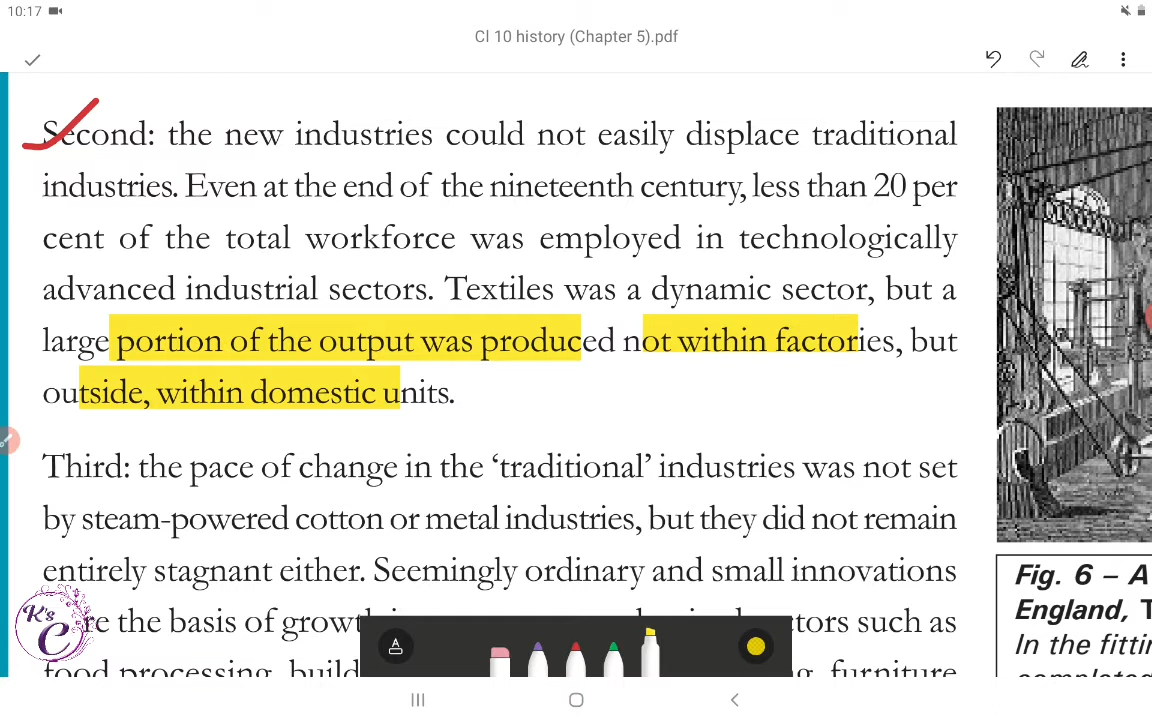 10:17
Cl 10 history (Chapter 5).pdf
Second: the new industries could not easily displace traditional
industries. Even at the end of the nineteenth century, less than 20 per
cent of the total workforce was employed in technologically
advanced industrial sectors. Textiles was a dynamic sector, but a
large portion of the output was produced not within factories, but
outside, within domestic units.
Third: the pace of change in the ‘traditional’ industries was not set
by steam-powered cotton or metal industries, but they did not remain
entirely stagnant either. Seemingly ordinary and small innovations
the basis of growth
such as
food processing, furniture
Fig. 6 – A
England, T
In the fittin
completed
K's
C
A